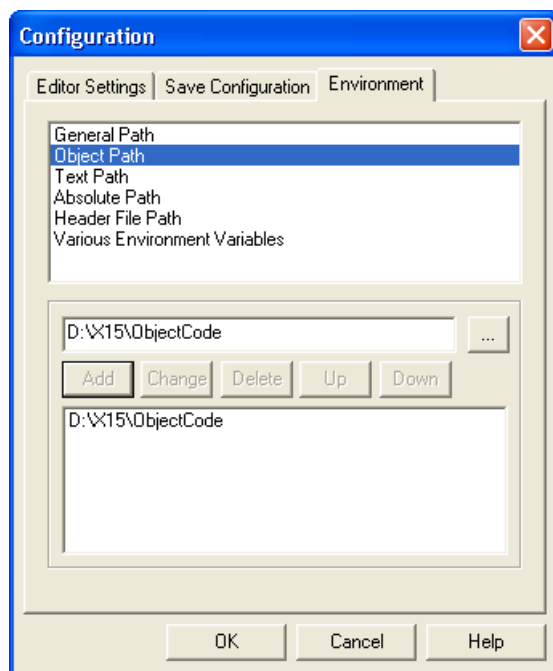 Configuration
Editor Settings Save Configuration Environment
General Path
Object Path
Text Path
Absolute Path
Header File Path
Various Environment Variables
D:\X15\ObjectCode ...
Add Change Delete Up Down
D:\X15\ObjectCode
OK Cancel Help